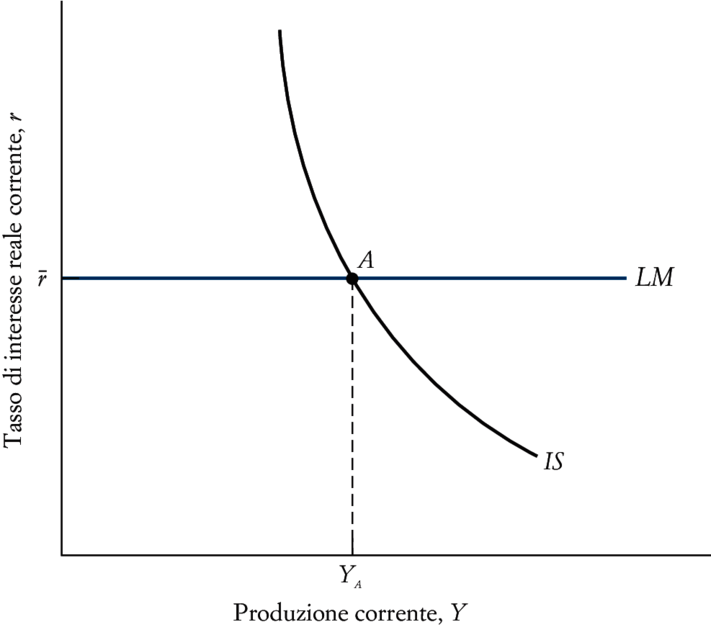 Tasso di interesse reale corrente, r
r̄
A
LM
IS
Y_A
Produzione corrente, Y